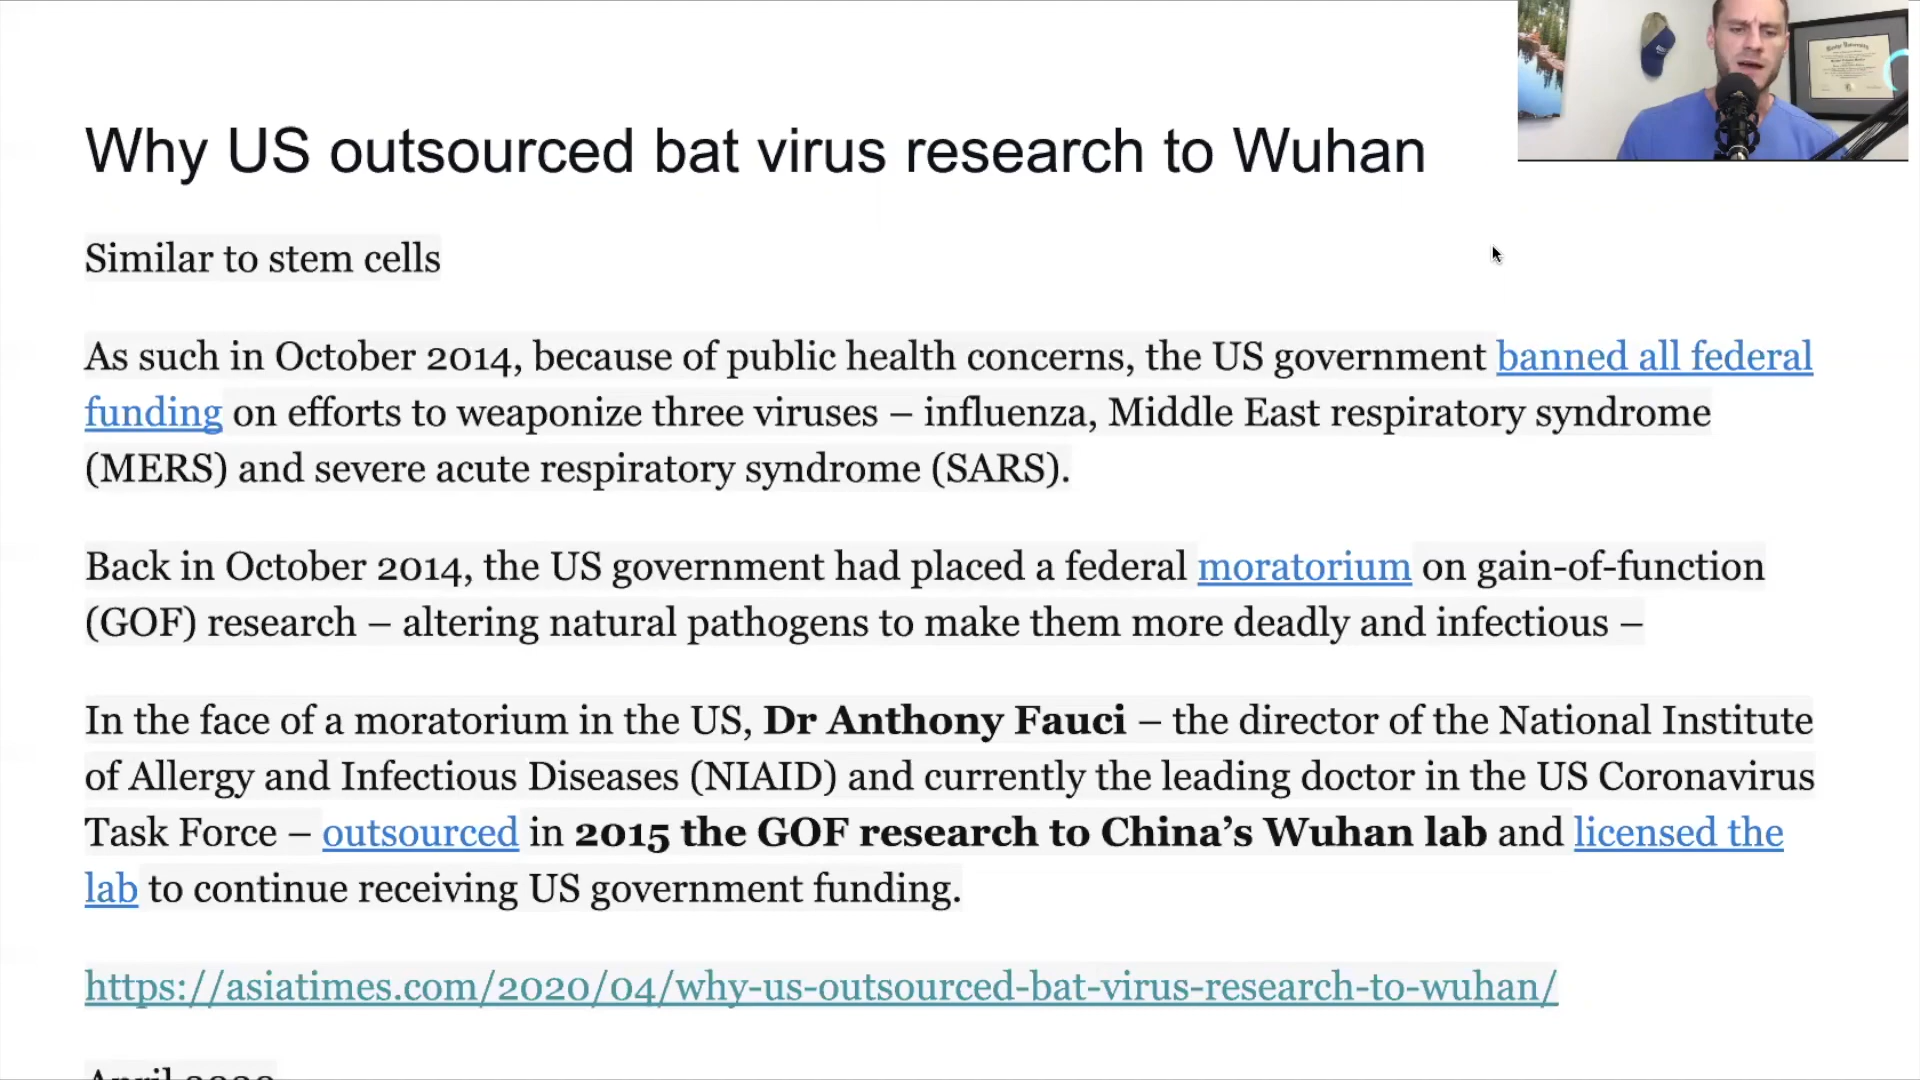 Why US outsourced bat virus research to Wuhan
Similar to stem cells
As such in October 2014, because of public health concerns, the US government banned all federal
funding on efforts to weaponize three viruses – influenza, Middle East respiratory syndrome
(MERS) and severe acute respiratory syndrome (SARS).
Back in October 2014, the US government had placed a federal moratorium on gain-of-function
(GOF) research – altering natural pathogens to make them more deadly and infectious –
In the face of a moratorium in the US, Dr Anthony Fauci – the director of the National Institute
of Allergy and Infectious Diseases (NIAID) and currently the leading doctor in the US Coronavirus
Task Force – outsourced in 2015 the GOF research to China’s Wuhan lab and licensed the
lab to continue receiving US government funding.
https://asiatimes.com/2020/04/why-us-outsourced-bat-virus-research-to-wuhan/
April 2020